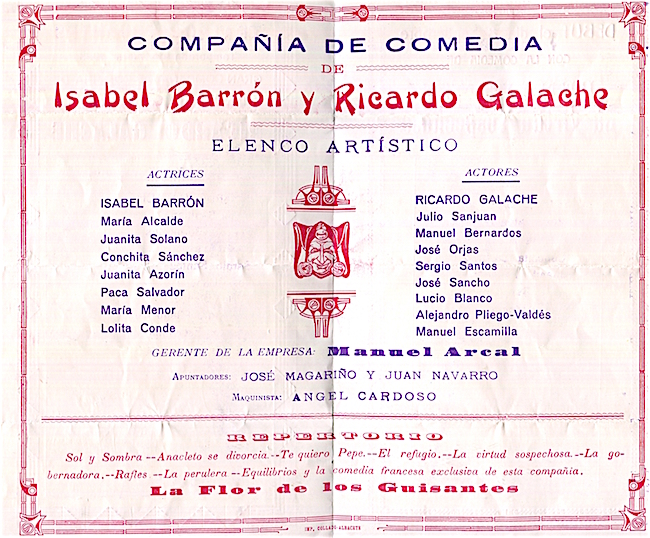 COMPAÑÍA DE COMEDIA
DE
Isabel Barrón y Ricardo Galache
ELENCO ARTÍSTICO
ACTRICES
ISABEL BARRÓN
María Alcalde
Juanita Solano
Conchita Sánchez
Juanita Azorín
Paca Salvador
María Menor
Lolita Conde
ACTORES
RICARDO GALACHE
Julio Sanjuan
Manuel Bernardos
José Orjas
Sergio Santos
José Sancho
Lucio Blanco
Alejandro Pliego-Valdés
Manuel Escamilla
GERENTE DE LA EMPRESA: Manuel Arcal
APUNTADORES: JOSÉ MAGARIÑO Y JUAN NAVARRO
MAQUINISTA: ANGEL CARDOSO
REPERTORIO
Sol y Sombra--Anacleto se divorcia.--Te quiero, Pepe.--El refugio.--La virtud sospechosa.--La go-
bernadora.--Rafles--La perulera--Equilibrios y la comedia francesa exclusiva de esta compañía.
La Flor de los Guisantes
IMP. COLLADO-ALBACETE